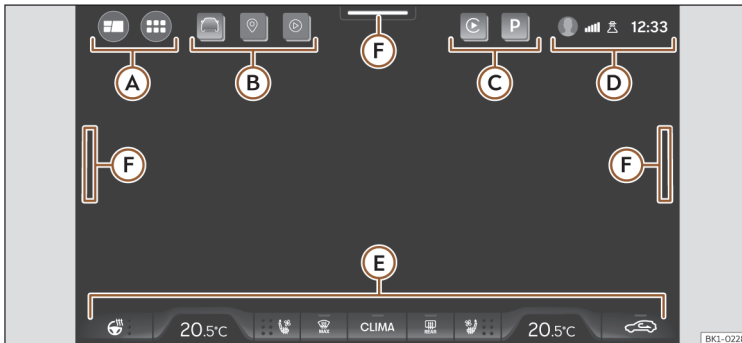 P 12:33
F
A B C D
F F
E
20.5°C MAX CLIMA REAR 20.5°C
BK1-0228